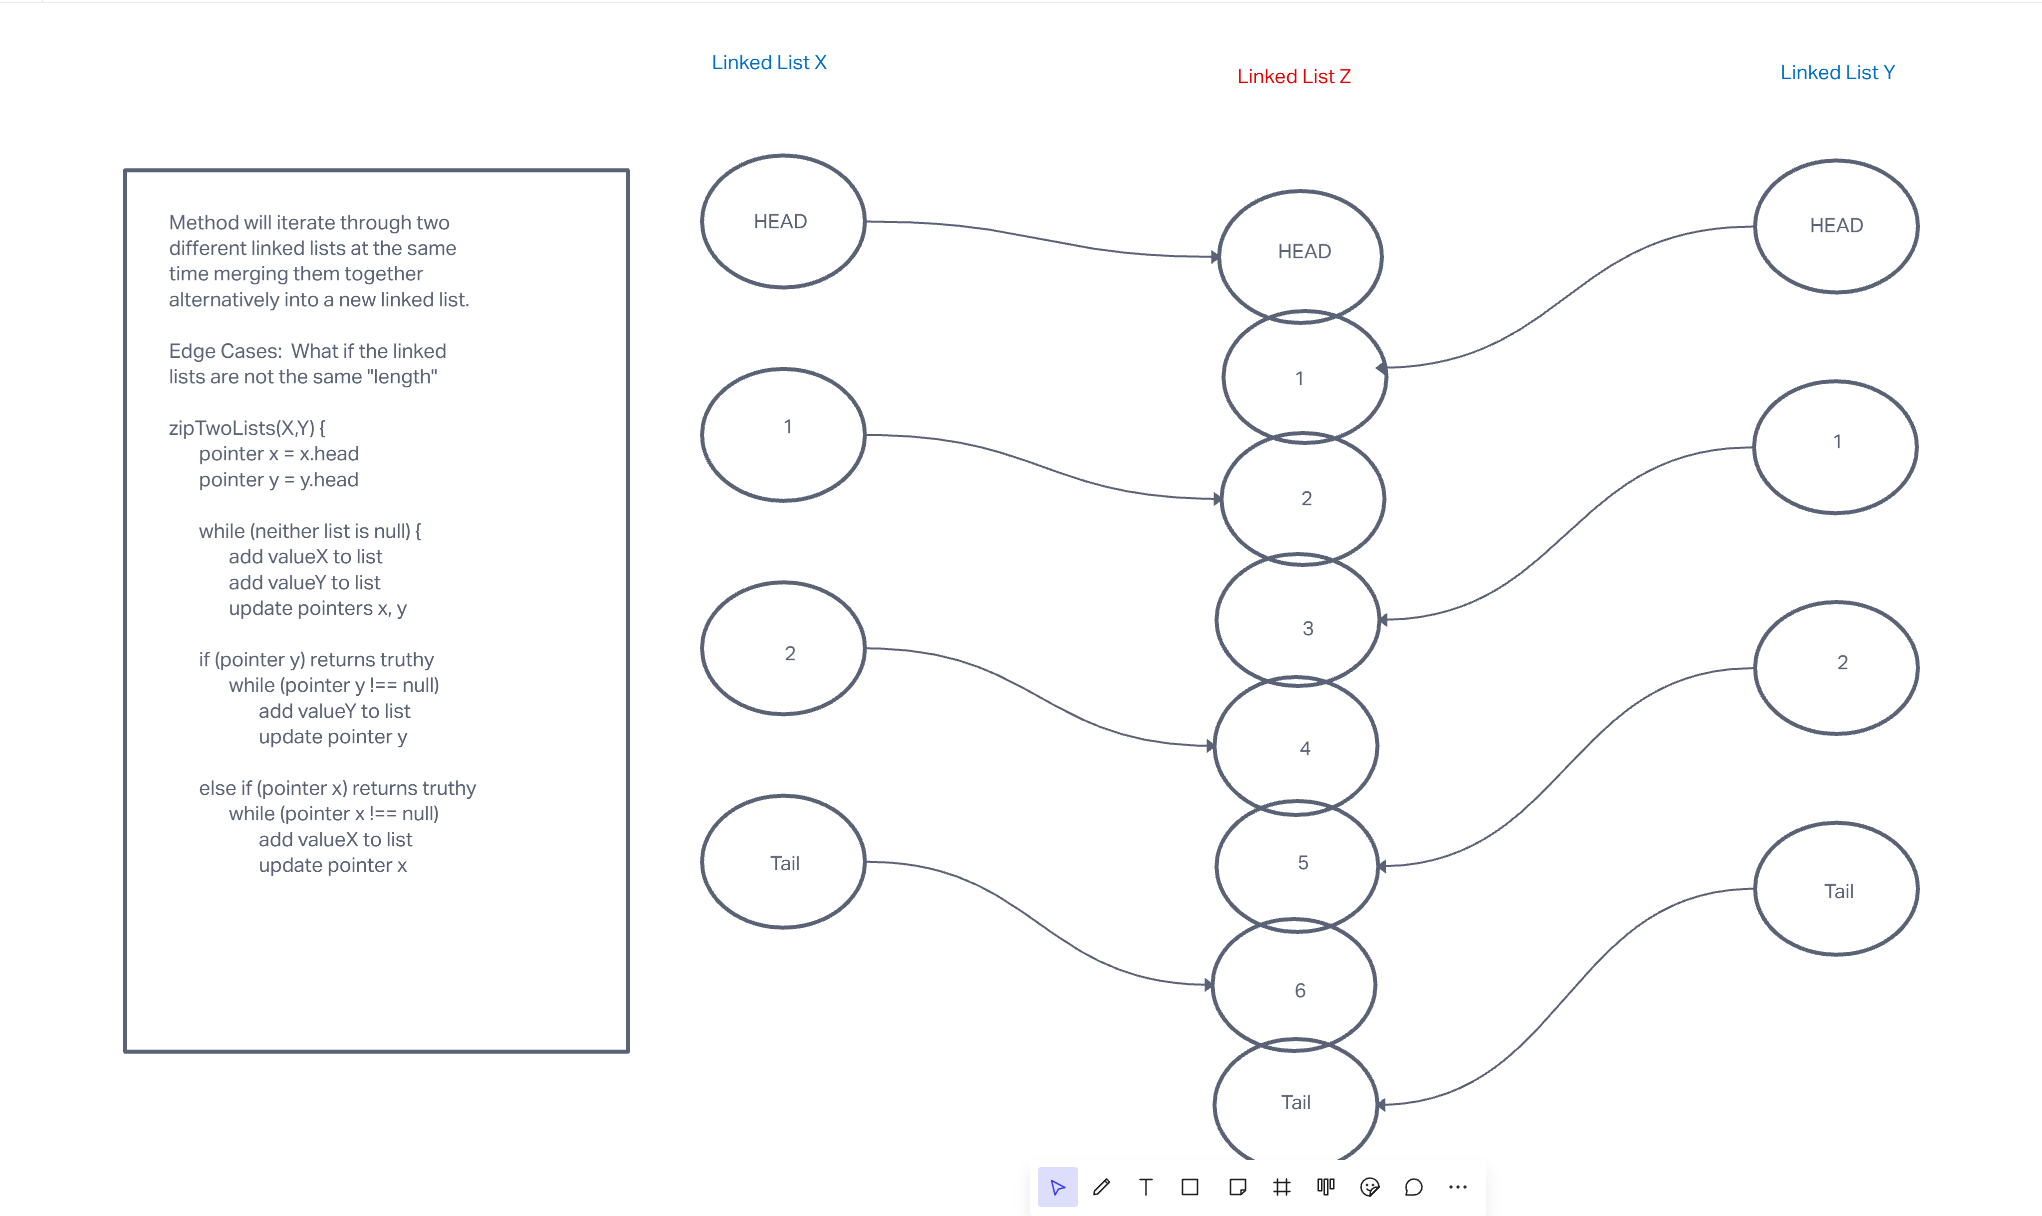 Linked List X
Linked List Z
Linked List Y
Method will iterate through two
different linked lists at the same
time merging them together
alternatively into a new linked list.
Edge Cases:  What if the linked
lists are not the same "length"
zipTwoLists(X,Y) {
pointer x = x.head
pointer y = y.head
while (neither list is null) {
add valueX to list
add valueY to list
update pointers x, y
if (pointer y) returns truthy
while (pointer y !== null)
add valueY to list
update pointer y
else if (pointer x) returns truthy
while (pointer x !== null)
add valueX to list
update pointer x
HEAD
1
2
Tail
HEAD
1
2
3
4
5
6
Tail
HEAD
1
2
Tail
T